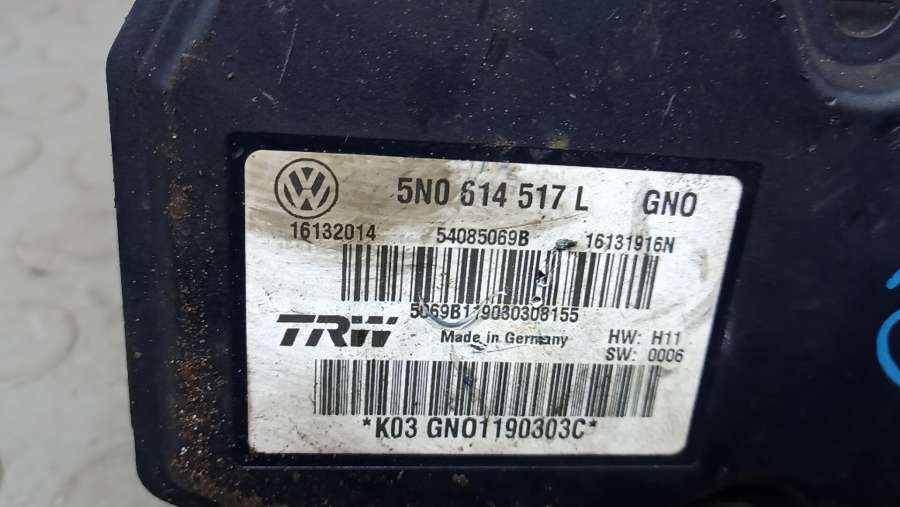 5N0 614 517 L GNO
16132014 54085069B 16131916N
5069B119030308155
TRW Made in Germany HW: H11
SW: 0006
*K03 GNO1190303C*